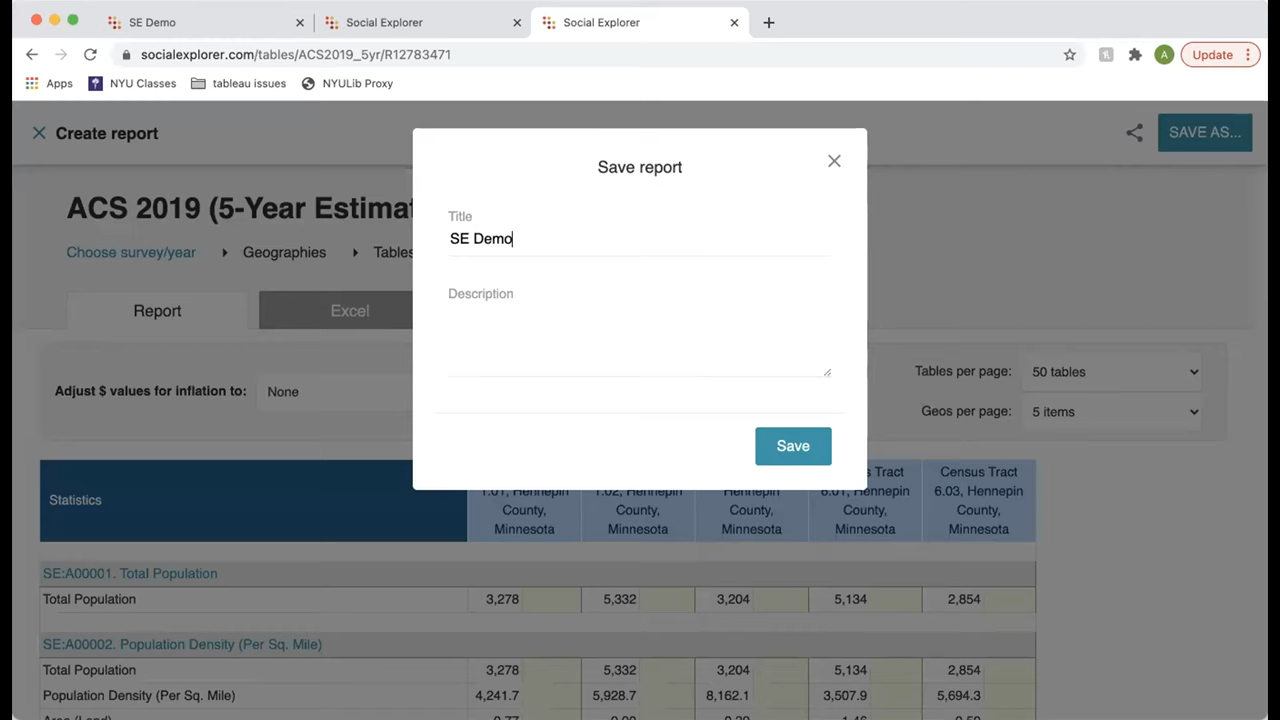 SE Demo
Social Explorer
Social Explorer
socialexplorer.com/tables/ACS2019_5yr/R12783471
A
Update
Apps
NYU Classes
tableau issues
NYULib Proxy
Create report
SAVE AS...
Save report
Title
SE Demo
Description
Save
ACS 2019 (5-Year Estimat
Choose survey/year
Geographies
Tables
Report
Excel
Adjust $ values for inflation to:
None
Tables per page:
50 tables
Geos per page:
5 items
Statistics
1.01, Hennepin County, Minnesota
1.02, Hennepin County, Minnesota
Hennepin County, Minnesota
s Tract 6.01, Hennepin County, Minnesota
Census Tract 6.03, Hennepin County, Minnesota
SE:A00001. Total Population
Total Population 3,278 5,332 3,204 5,134 2,854
SE:A00002. Population Density (Per Sq. Mile)
Total Population 3,278 5,332 3,204 5,134 2,854
Population Density (Per Sq. Mile) 4,241.7 5,928.7 8,162.1 3,507.9 5,694.3
Area (Land)